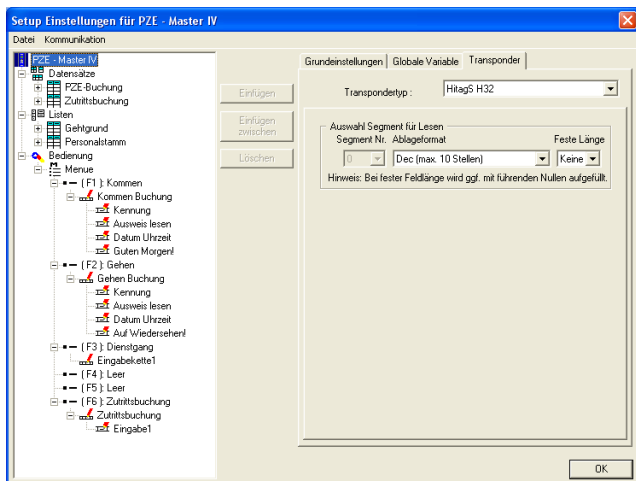 Setup Einstellungen für PZE - Master IV
Datei Kommunikation
PZE - Master IV
Datensätze
PZE-Buchung
Zutrittsbuchung
Listen
Gehtgrund
Personalstamm
Bedienung
Menue
( F1 ): Kommen
Kommen Buchung
Kennung
Ausweis lesen
Datum Uhrzeit
Guten Morgen!
( F2 ): Gehen
Gehen Buchung
Kennung
Ausweis lesen
Datum Uhrzeit
Auf Wiedersehen!
( F3 ): Dienstgang
Eingabekette1
( F4 ): Leer
( F5 ): Leer
( F6 ): Zutrittsbuchung
Zutrittsbuchung
Eingabe1
Einfügen
Einfügen
zwischen
Löschen
Grundeinstellungen Globale Variable Transponder
Transpondertyp : HitagS H32
Auswahl Segment für Lesen
Segment Nr. Ablageformat Feste Länge
0 Dec (max. 10 Stellen) Keine
Hinweis: Bei fester Feldlänge wird ggf. mit führenden Nullen aufgefüllt.
OK